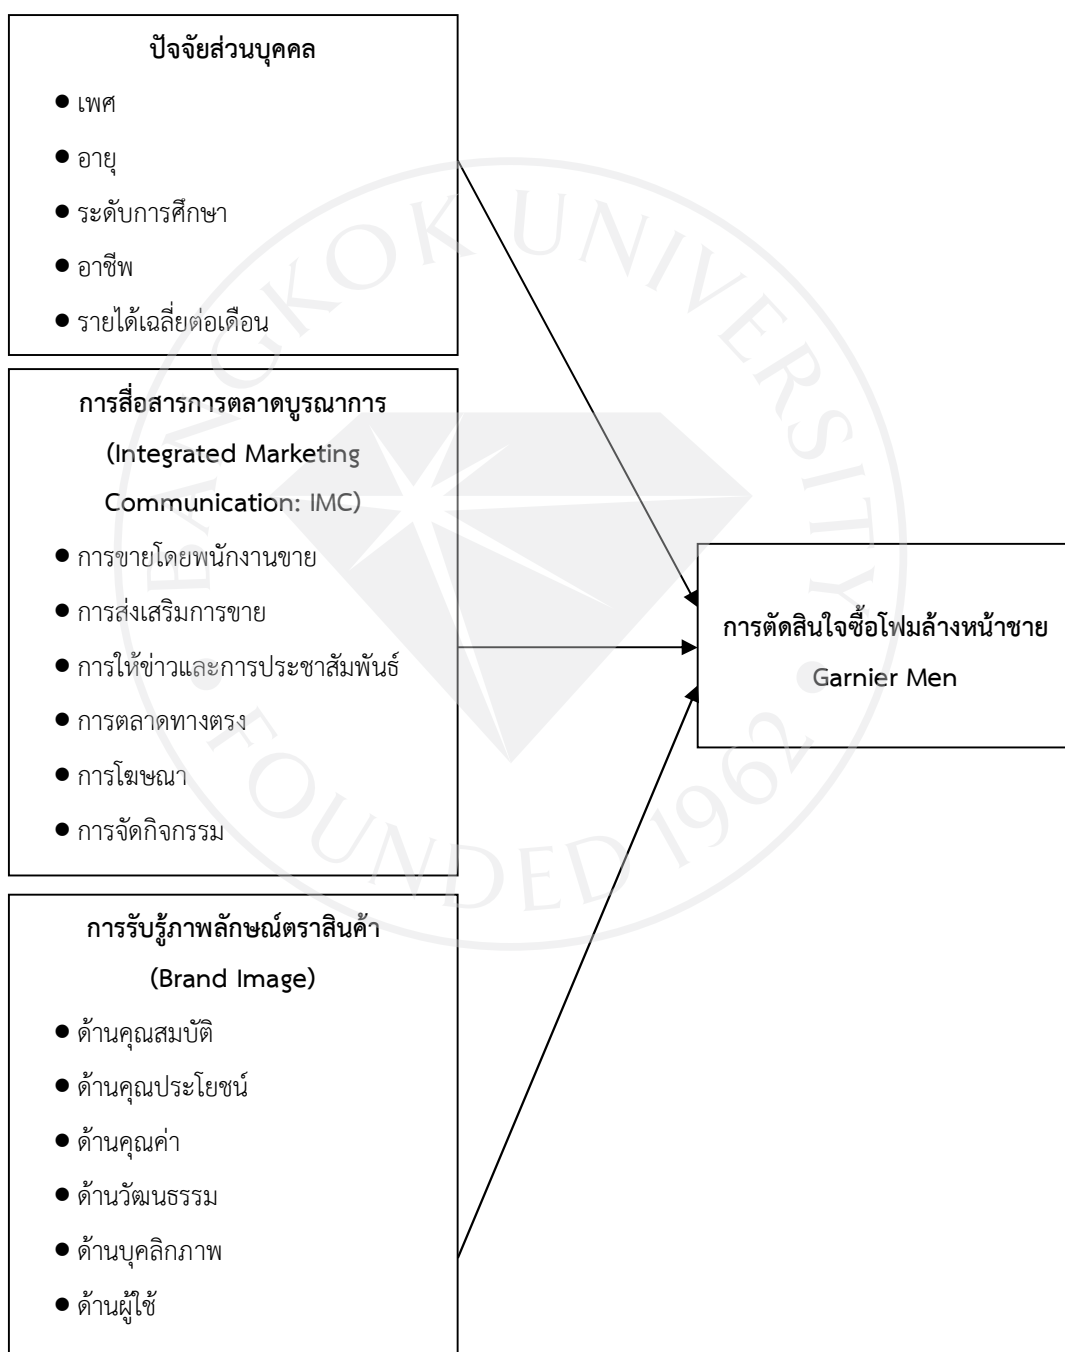 ปัจจัยส่วนบุคคล
● เพศ
● อายุ
● ระดับการศึกษา
● อาชีพ
● รายได้เฉลี่ยต่อเดือน
การสื่อสารการตลาดบูรณาการ
(Integrated Marketing
Communication: IMC)
● การขายโดยพนักงานขาย
● การส่งเสริมการขาย
● การให้ข่าวและการประชาสัมพันธ์
● การตลาดทางตรง
● การโฆษณา
● การจัดกิจกรรม
การรับรู้ภาพลักษณ์ตราสินค้า
(Brand Image)
● ด้านคุณสมบัติ
● ด้านคุณประโยชน์
● ด้านคุณค่า
● ด้านวัฒนธรรม
● ด้านบุคลิกภาพ
● ด้านผู้ใช้
การตัดสินใจซื้อโฟมล้างหน้าชาย
Garnier Men
BANGKOK UNIVERSITY
FOUNDED 1962